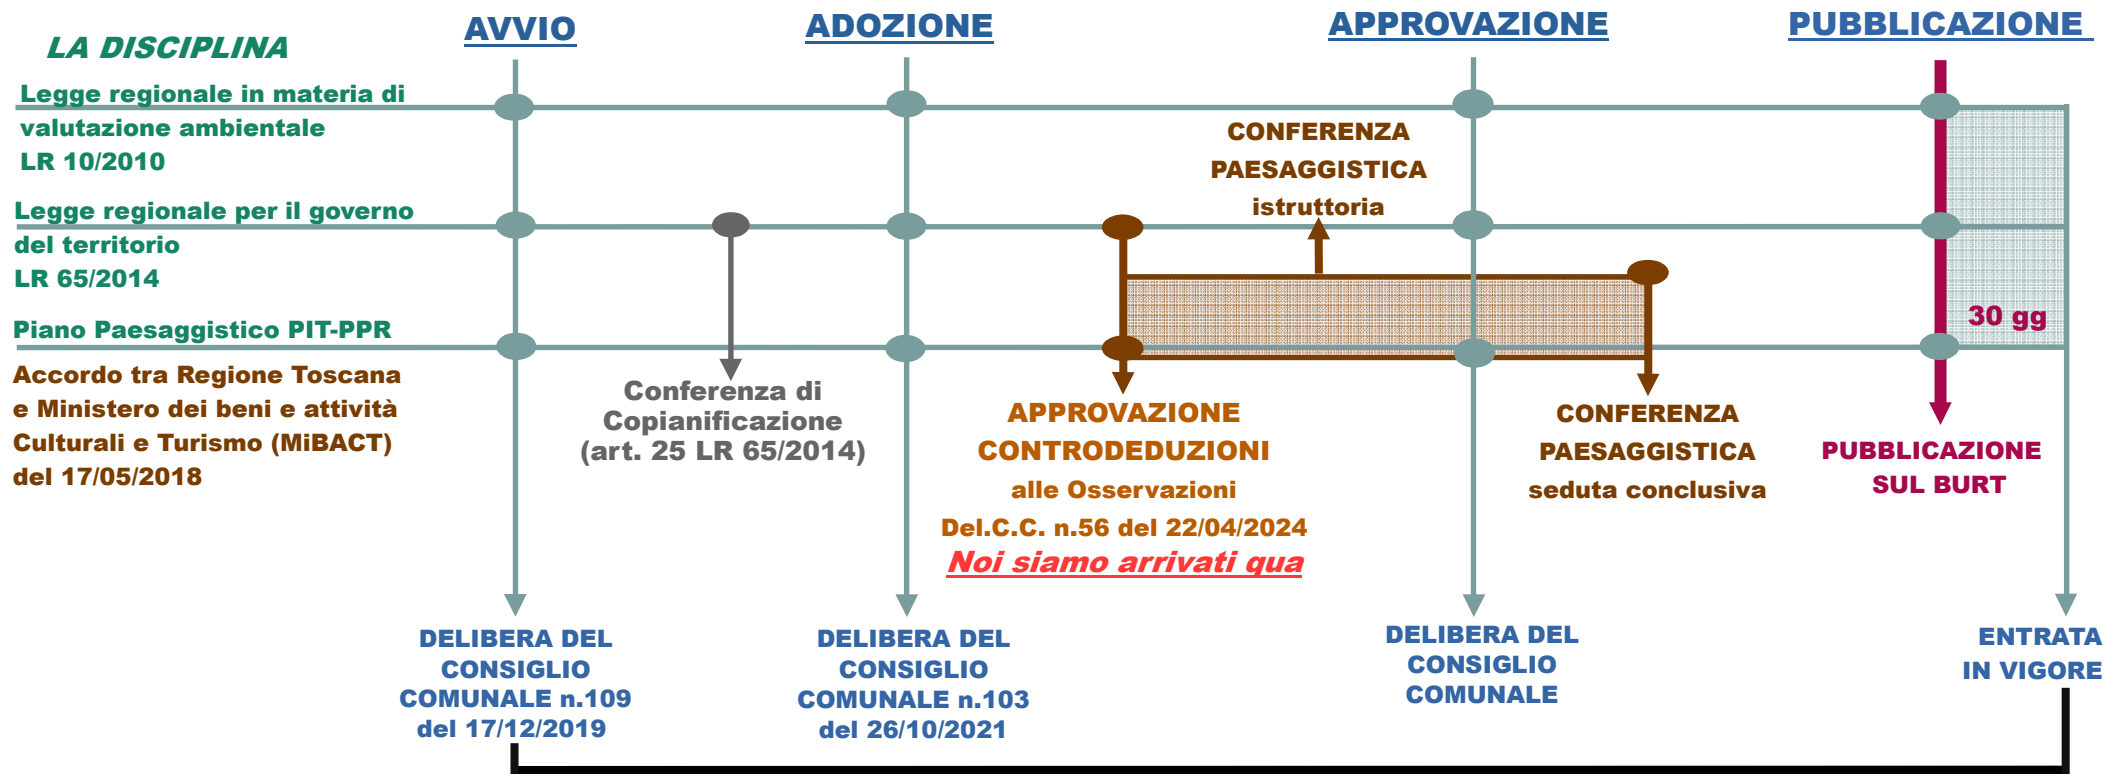 LA DISCIPLINA
AVVIO
ADOZIONE
APPROVAZIONE
PUBBLICAZIONE
Legge regionale in materia di
valutazione ambientale
LR 10/2010
CONFERENZA
PAESAGGISTICA
istruttoria
Legge regionale per il governo
del territorio
LR 65/2014
Piano Paesaggistico PIT-PPR
30 gg
Accordo tra Regione Toscana
e Ministero dei beni e attività
Culturali e Turismo (MiBACT)
del 17/05/2018
Conferenza di
Copianificazione
(art. 25 LR 65/2014)
APPROVAZIONE
CONTRODEDUZIONI
alle Osservazioni
Del.C.C. n.56 del 22/04/2024
Noi siamo arrivati qua
CONFERENZA
PAESAGGISTICA
seduta conclusiva
PUBBLICAZIONE
SUL BURT
DELIBERA DEL
CONSIGLIO
COMUNALE n.109
del 17/12/2019
DELIBERA DEL
CONSIGLIO
COMUNALE n.103
del 26/10/2021
DELIBERA DEL
CONSIGLIO
COMUNALE
ENTRATA
IN VIGORE